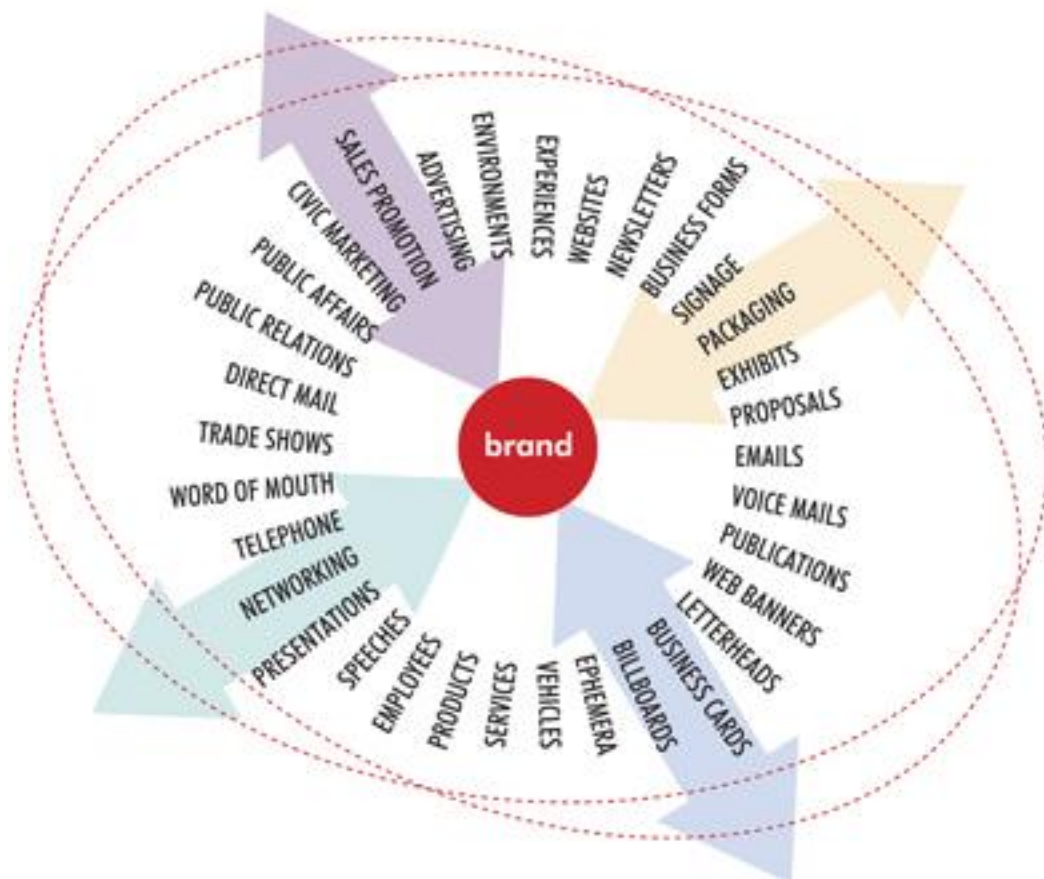 brand
ENVIRONMENTS
EXPERIENCES
WEBSITES
NEWSLETTERS
BUSINESS FORMS
SIGNAGE
PACKAGING
EXHIBITS
PROPOSALS
EMAILS
VOICE MAILS
PUBLICATIONS
WEB BANNERS
LETTERHEADS
BUSINESS CARDS
BILLBOARDS
EPHEMERA
VEHICLES
SERVICES
PRODUCTS
EMPLOYEES
SPEECHES
PRESENTATIONS
NETWORKING
TELEPHONE
WORD OF MOUTH
TRADE SHOWS
DIRECT MAIL
PUBLIC RELATIONS
PUBLIC AFFAIRS
CIVIC MARKETING
SALES PROMOTION
ADVERTISING